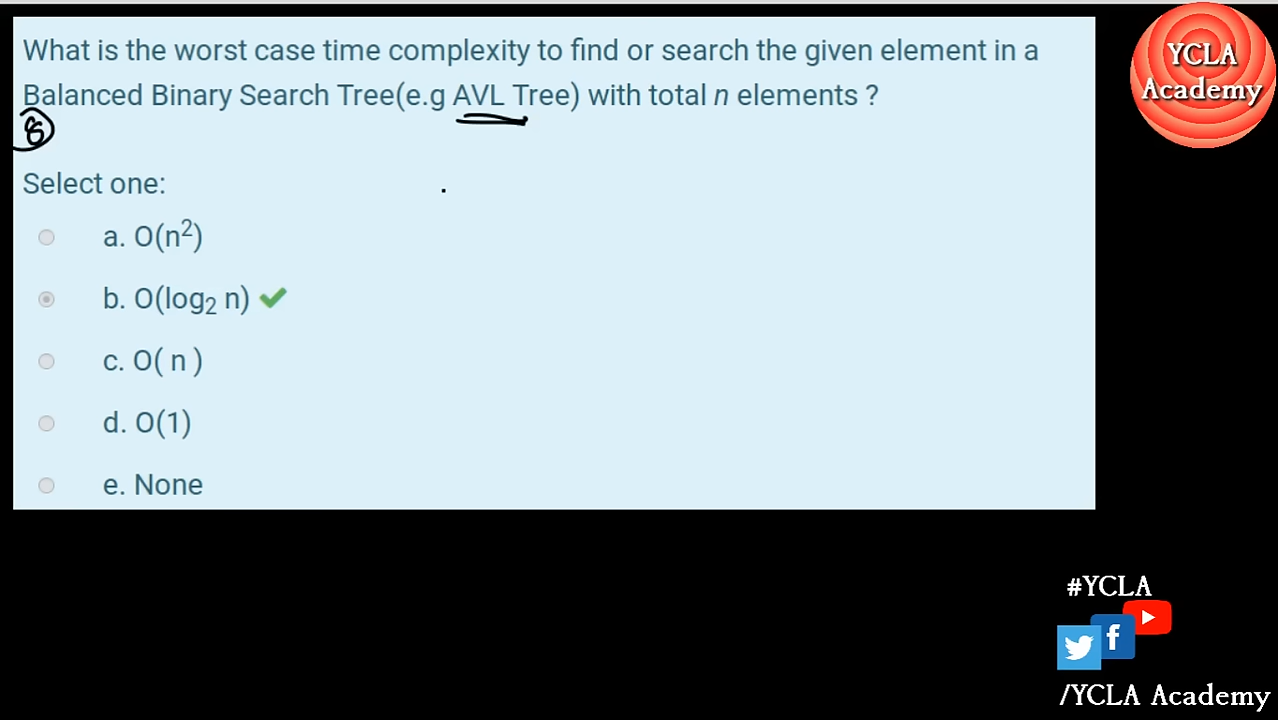 What is the worst case time complexity to find or search the given element in a
Balanced Binary Search Tree(e.g AVL Tree) with total n elements ?
8
Select one:
a. O(n²)
b. O(log₂ n)
c. O( n )
d. O(1)
e. None
YCLA
Academy
#YCLA
f
/YCLA Academy